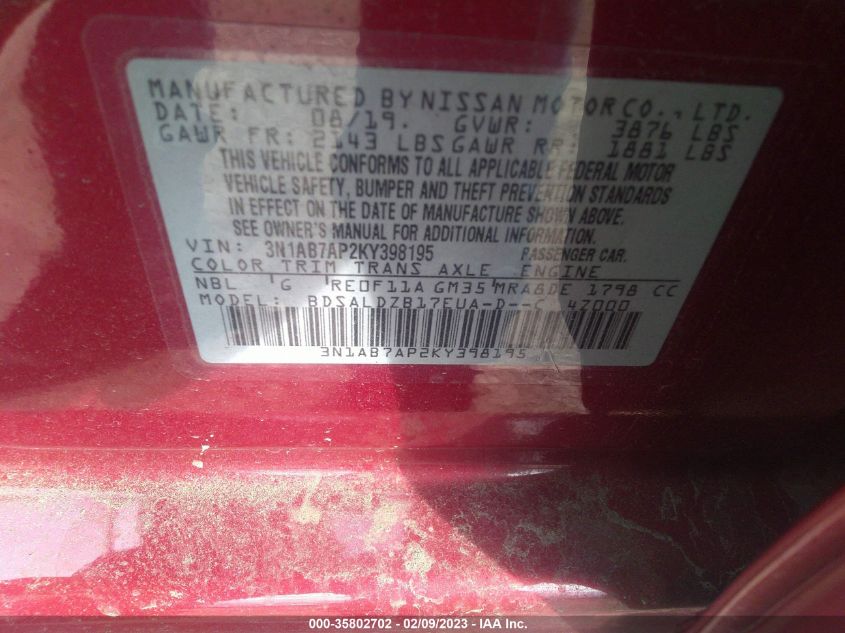 MANUFACTURED BY NISSAN MOTOR CO., LTD.
DATE: 08/19. GVWR: 3876 LBS
GAWR FR: 2143 LBS GAWR RR: 1881 LBS
THIS VEHICLE CONFORMS TO ALL APPLICABLE FEDERAL MOTOR
VEHICLE SAFETY, BUMPER AND THEFT PREVENTION STANDARDS
IN EFFECT ON THE DATE OF MANUFACTURE SHOWN ABOVE.
SEE OWNER'S MANUAL FOR ADDITIONAL INFORMATION.
VIN: 3N1AB7AP2KY398195 PASSENGER CAR.
COLOR TRIM TRANS AXLE ENGINE
NBL G RE0F11A GM35 MRA8DE 1798 CC
MODEL: BDSALDZB17EUA-D--C 47000
3N1AB7AP2KY398195
000-35802702 - 02/09/2023 - IAA Inc.